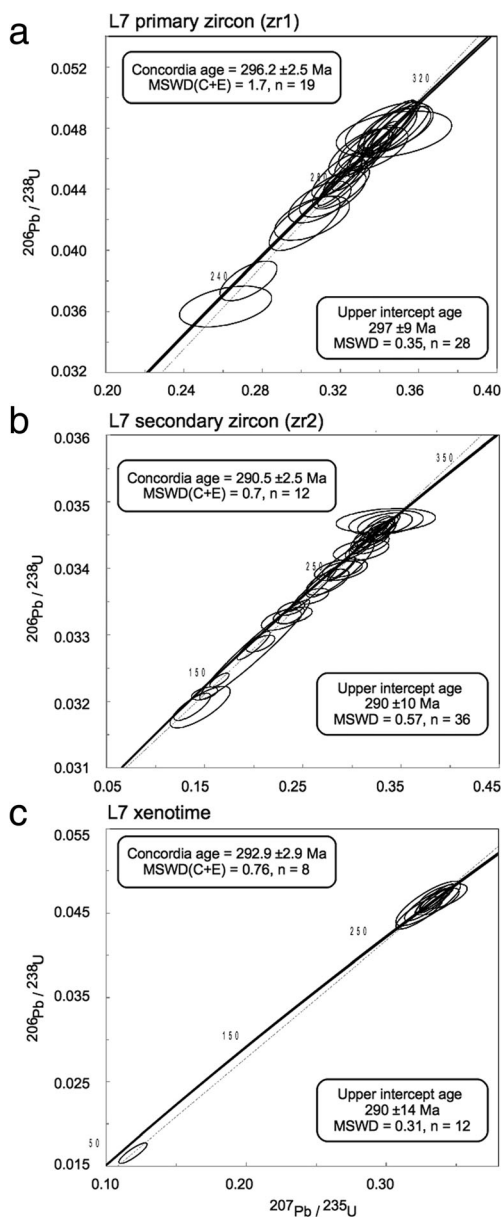 a
L7 primary zircon (zr1)
0.052
0.048
0.044
0.040
0.036
0.032
206Pb / 238U
Concordia age = 296.2 ±2.5 Ma
MSWD(C+E) = 1.7, n = 19
320
280
240
Upper intercept age
297 ±9 Ma
MSWD = 0.35, n = 28
0.20 0.24 0.28 0.32 0.36 0.40
b
L7 secondary zircon (zr2)
0.036
0.035
0.034
0.033
0.032
0.031
206Pb / 238U
Concordia age = 290.5 ±2.5 Ma
MSWD(C+E) = 0.7, n = 12
350
250
150
Upper intercept age
290 ±10 Ma
MSWD = 0.57, n = 36
0.05 0.15 0.25 0.35 0.45
c
L7 xenotime
0.055
0.045
0.035
0.025
0.015
206Pb / 238U
Concordia age = 292.9 ±2.9 Ma
MSWD(C+E) = 0.76, n = 8
250
150
50
Upper intercept age
290 ±14 Ma
MSWD = 0.31, n = 12
0.10 0.20 0.30
207Pb / 235U